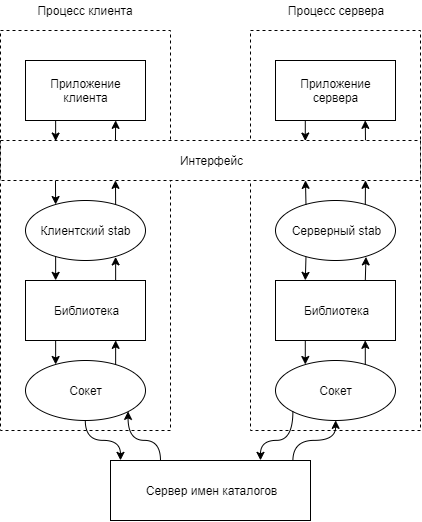 Процесс клиента
Процесс сервера
Приложение
клиента
Приложение
сервера
Интерфейс
Клиентский stab
Серверный stab
Библиотека
Библиотека
Сокет
Сокет
Сервер имен каталогов